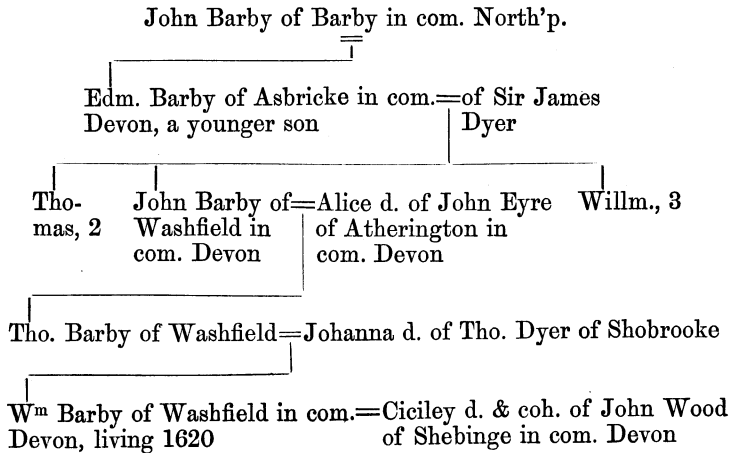 John Barby of Barby in com. North'p.
Edm. Barby of Asbricke in com.=of Sir James
Devon, a younger son Dyer
Tho-
mas, 2
John Barby of=Alice d. of John Eyre
Washfield in of Atherington in
com. Devon com. Devon
Willm., 3
Tho. Barby of Washfield=Johanna d. of Tho. Dyer of Shobrooke
Wm Barby of Washfield in com.=Ciciley d. & coh. of John Wood
Devon, living 1620 of Shebinge in com. Devon